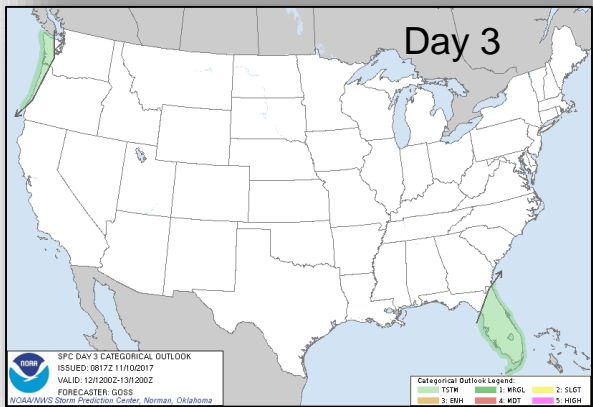 Day 3
NOAA
SPC DAY 3 CATEGORICAL OUTLOOK
ISSUED: 0817Z 11/10/2017
VALID: 12/1200Z-13/1200Z
FORECASTER: GOSS
NOAA/NWS Storm Prediction Center, Norman, Oklahoma
Categorical Outlook Legend:
TSTM 1: MRGL 2: SLGT
3: ENH 4: MDT 5: HIGH